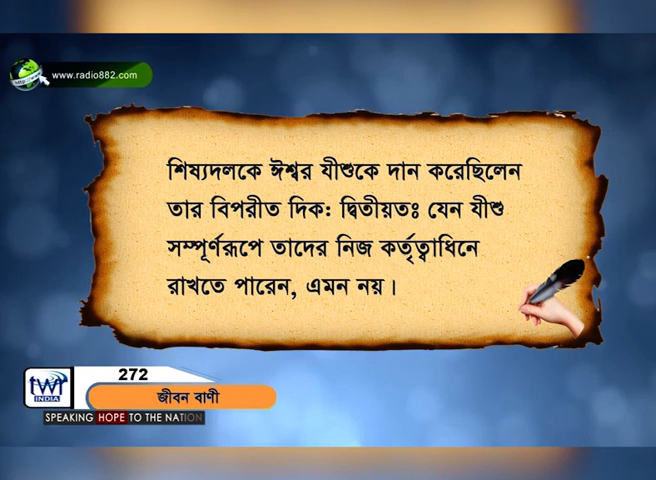 www.radio882.com
শিষ্যদলকে ঈশ্বর যীশুকে দান করেছিলেন
তার বিপরীত দিক: দ্বিতীয়তঃ যেন যীশু
সম্পূর্ণরূপে তাদের নিজ কর্তৃত্বাধিনে
রাখতে পারেন, এমন নয়।
twr
INDIA
272
জীবন বাণী
SPEAKING HOPE TO THE NATION